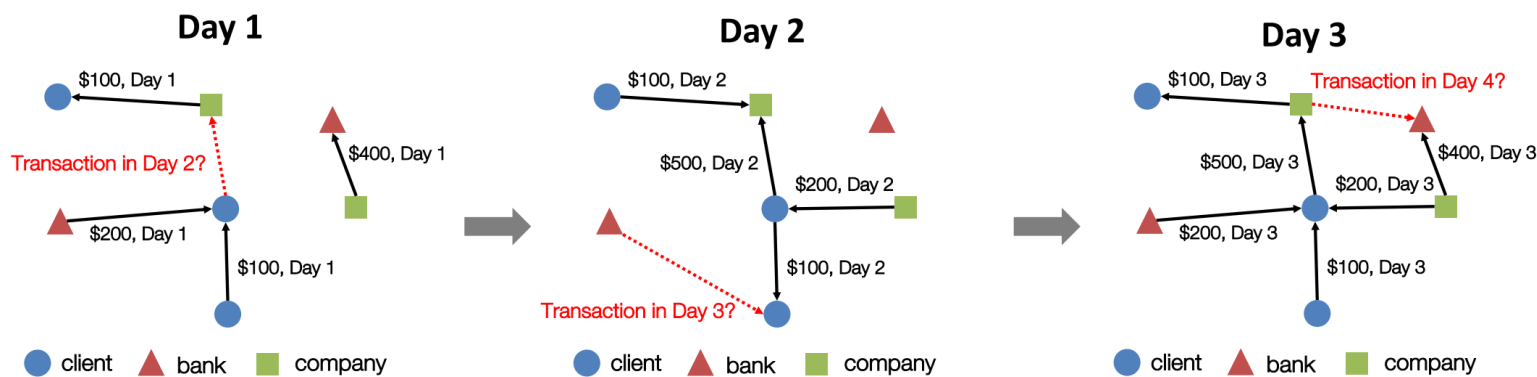 Day 1
$100, Day 1
Transaction in Day 2?
$400, Day 1
$200, Day 1
$100, Day 1
client
bank
company
Day 2
$100, Day 2
$500, Day 2
$200, Day 2
$100, Day 2
Transaction in Day 3?
client
bank
company
Day 3
$100, Day 3
Transaction in Day 4?
$400, Day 3
$500, Day 3
$200, Day 3
$200, Day 3
$100, Day 3
client
bank
company